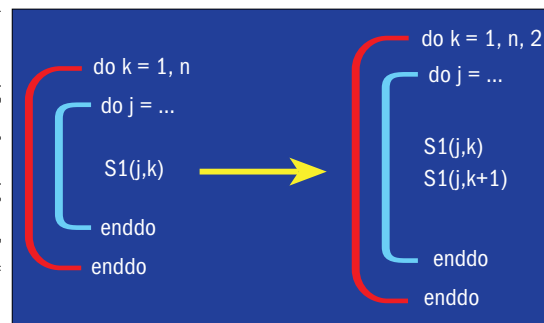 do k = 1, n
do j = ...
S1(j,k)
enddo
enddo
do k = 1, n, 2
do j = ...
S1(j,k)
S1(j,k+1)
enddo
enddo